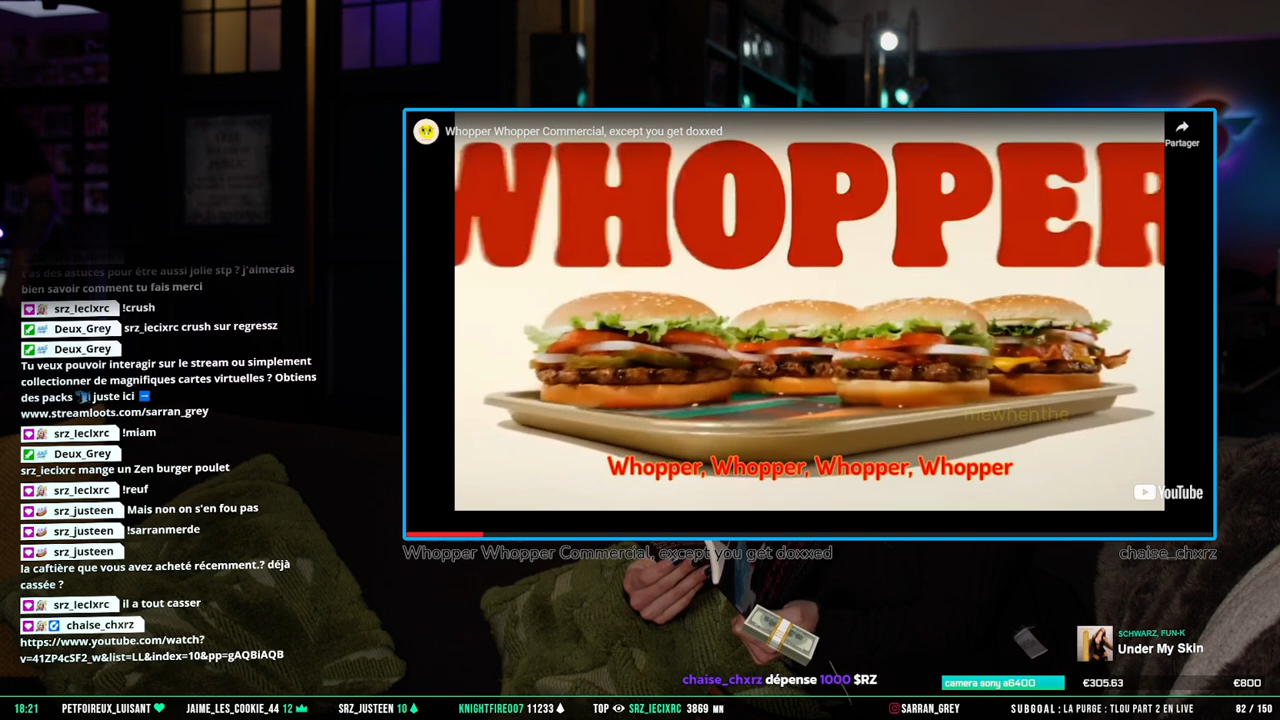 t'as des astuces pour être aussi jolie stp ? j'aimerais
bien savoir comment tu fais merci
srz_leclxrc !crush
Deux_Grey srz_iecixrc crush sur regressz
Deux_Grey
Tu veux pouvoir interagir sur le stream ou simplement
collectionner de magnifiques cartes virtuelles ? Obtiens
des packs juste ici
www.streamloots.com/sarran_grey
srz_leclxrc !miam
Deux_Grey
srz_iecixrc mange un Zen burger poulet
srz_leclxrc !reuf
srz_justeen Mais non on s'en fou pas
srz_justeen !sarranmerde
srz_justeen
la caftière que vous avez acheté récemment.? déjà
cassée ?
srz_leclxrc il a tout casser
chaise_chxrz
https://www.youtube.com/watch?
v=41ZP4cSF2_w&list=LL&index=10&pp=gAQBiAQB
Whopper Whopper Commercial, except you get doxxed
Partager
WHOPPER
mewhenthe
Whopper, Whopper, Whopper, Whopper
YouTube
Whopper Whopper Commercial, except you get doxxed
chaise_chxrz
chaise_chxrz dépense 1000 $RZ
SCHWARZ, FUN-K
Under My Skin
camera sony a6400
€305.63
€800
18:21
PETFOIREUX_LUISANT
JAIME_LES_COOKIE_44 12
SRZ_JUSTEEN 10
KNIGHTFIRE007 11233
TOP SRZ_IECIXRC 3869 MN
SARRAN_GREY
SUBGOAL : LA PURGE : TLOU PART 2 EN LIVE
82 / 150